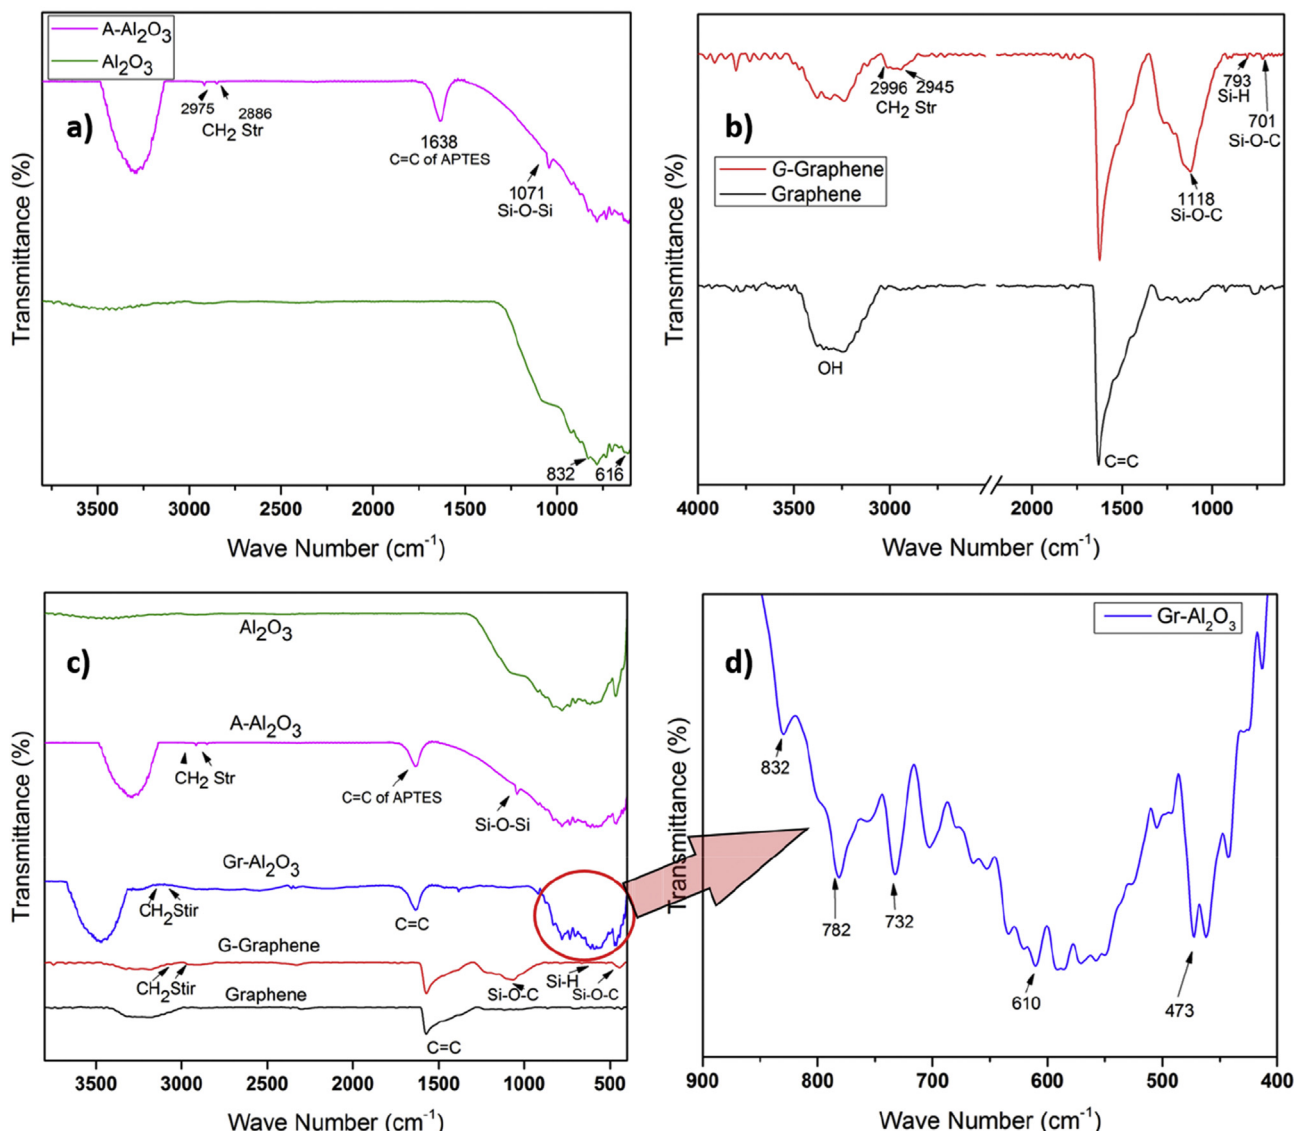 A-Al₂O₃
Al₂O₃
a)
2975
2886
CH₂ Str
1638
C=C of APTES
1071
Si-O-Si
832
616
Transmittance (%)
3500 3000 2500 2000 1500 1000
Wave Number (cm⁻¹)
b)
2996 2945
CH₂ Str
793
Si-H
701
Si-O-C
G-Graphene
Graphene
1118
Si-O-C
OH
C=C
Transmittance (%)
4000 3500 3000 2000 1500 1000
Wave Number (cm⁻¹)
c)
Al₂O₃
A-Al₂O₃
CH₂ Str
C=C of APTES
Si-O-Si
Gr-Al₂O₃
CH₂Stir
C=C
G-Graphene
CH₂Stir
Si-O-C
Si-H
Si-O-C
Graphene
C=C
Transmittance (%)
3500 3000 2500 2000 1500 1000 500
Wave Number (cm⁻¹)
d)
Gr-Al₂O₃
832
782
732
610
473
Transmittance (%)
900 800 700 600 500 400
Wave Number (cm⁻¹)